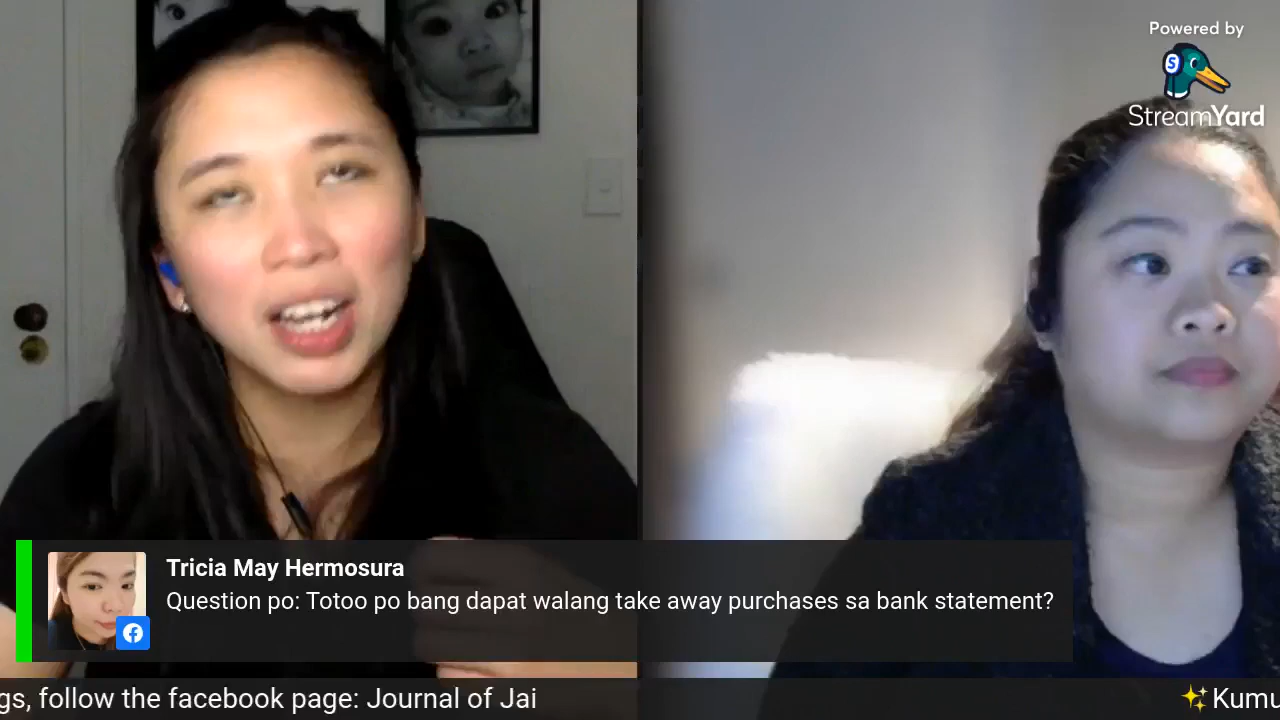 Powered by
StreamYard
Tricia May Hermosura
Question po: Totoo po bang dapat walang take away purchases sa bank statement?
gs, follow the facebook page: Journal of Jai
✨Kumu